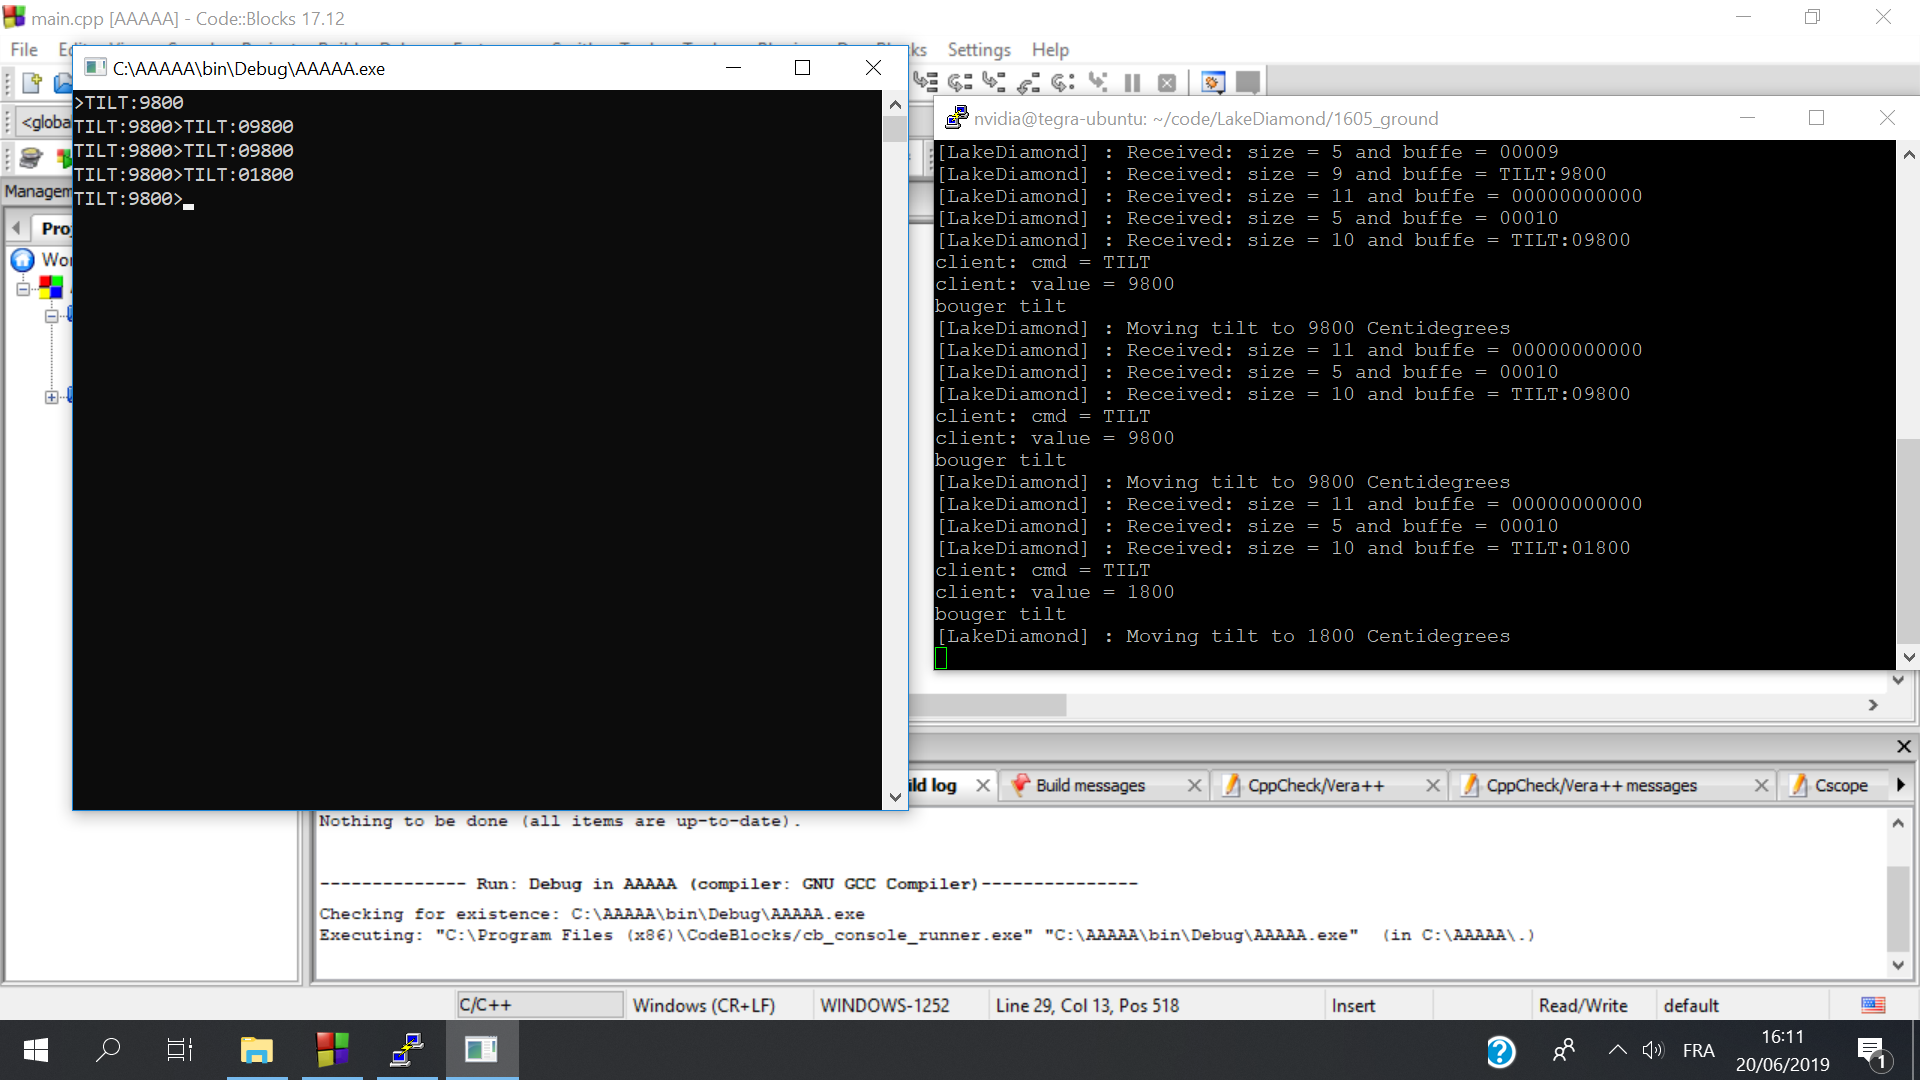 main.cpp [AAAAA] - Code::Blocks 17.12
File
Settings Help
C:\AAAAA\bin\Debug\AAAAA.exe
>TILT:9800
TILT:9800>TILT:09800
TILT:9800>TILT:09800
TILT:9800>TILT:01800
TILT:9800>
<globa
Managem
Pro
Wor
nvidia@tegra-ubuntu: ~/code/LakeDiamond/1605_ground
[LakeDiamond] : Received: size = 5 and buffe = 00009
[LakeDiamond] : Received: size = 9 and buffe = TILT:9800
[LakeDiamond] : Received: size = 11 and buffe = 00000000000
[LakeDiamond] : Received: size = 5 and buffe = 00010
[LakeDiamond] : Received: size = 10 and buffe = TILT:09800
client: cmd = TILT
client: value = 9800
bouger tilt
[LakeDiamond] : Moving tilt to 9800 Centidegrees
[LakeDiamond] : Received: size = 11 and buffe = 00000000000
[LakeDiamond] : Received: size = 5 and buffe = 00010
[LakeDiamond] : Received: size = 10 and buffe = TILT:09800
client: cmd = TILT
client: value = 9800
bouger tilt
[LakeDiamond] : Moving tilt to 9800 Centidegrees
[LakeDiamond] : Received: size = 11 and buffe = 00000000000
[LakeDiamond] : Received: size = 5 and buffe = 00010
[LakeDiamond] : Received: size = 10 and buffe = TILT:01800
client: cmd = TILT
client: value = 1800
bouger tilt
[LakeDiamond] : Moving tilt to 1800 Centidegrees
ild log Build messages CppCheck/Vera++ CppCheck/Vera++ messages Cscope
Nothing to be done (all items are up-to-date).
-------------- Run: Debug in AAAAA (compiler: GNU GCC Compiler)---------------
Checking for existence: C:\AAAAA\bin\Debug\AAAAA.exe
Executing: "C:\Program Files (x86)\CodeBlocks/cb_console_runner.exe" "C:\AAAAA\bin\Debug\AAAAA.exe"  (in C:\AAAAA\.)
C/C++ Windows (CR+LF) WINDOWS-1252 Line 29, Col 13, Pos 518 Insert Read/Write default
FRA
16:11
20/06/2019
1